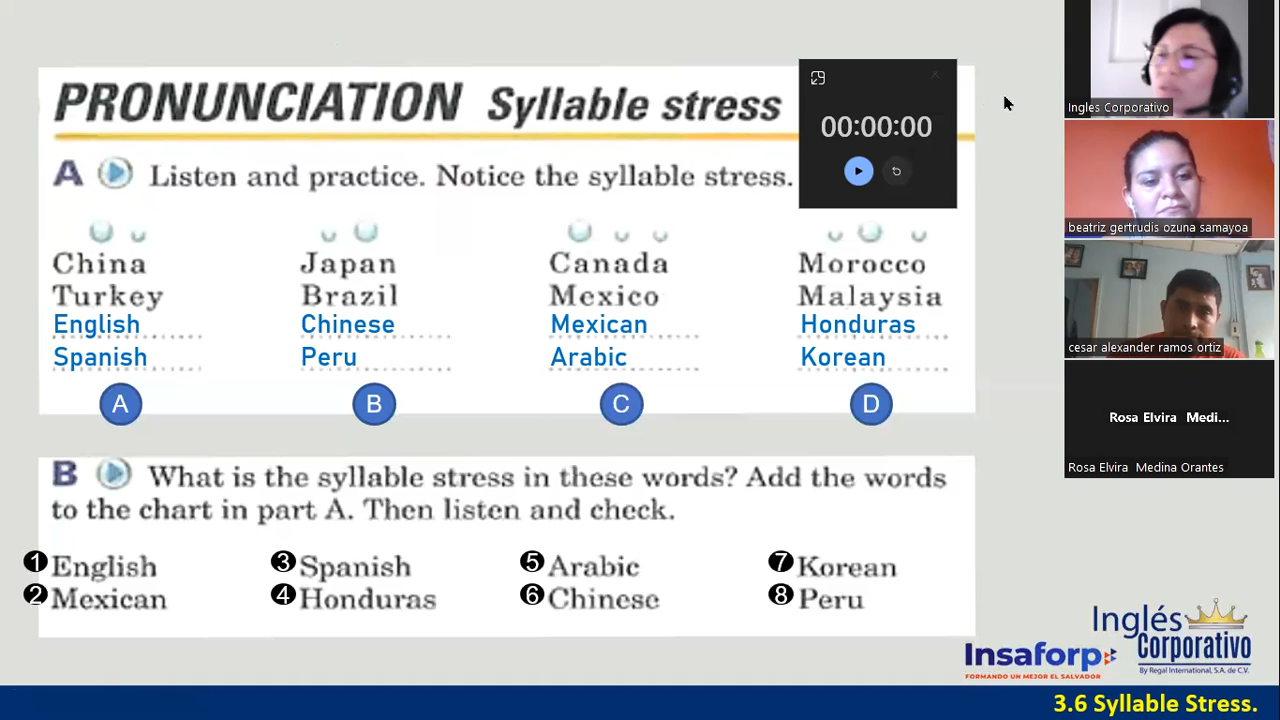 PRONUNCIATION Syllable stress
00:00:00
A Listen and practice. Notice the syllable stress.
China Japan Canada Morocco
Turkey Brazil Mexico Malaysia
English Chinese Mexican Honduras
Spanish Peru Arabic Korean
A B C D
B What is the syllable stress in these words? Add the words
to the chart in part A. Then listen and check.
1 English 3 Spanish 5 Arabic 7 Korean
2 Mexican 4 Honduras 6 Chinese 8 Peru
Ingles Corporativo
beatriz gertrudis ozuna samayoa
cesar alexander ramos ortiz
Rosa Elvira Medi...
Rosa Elvira Medina Orantes
Insaforp
FORMANDO UN MEJOR EL SALVADOR
Inglés
Corporativo
By Regal International, S.A. de C.V.
3.6 Syllable Stress.